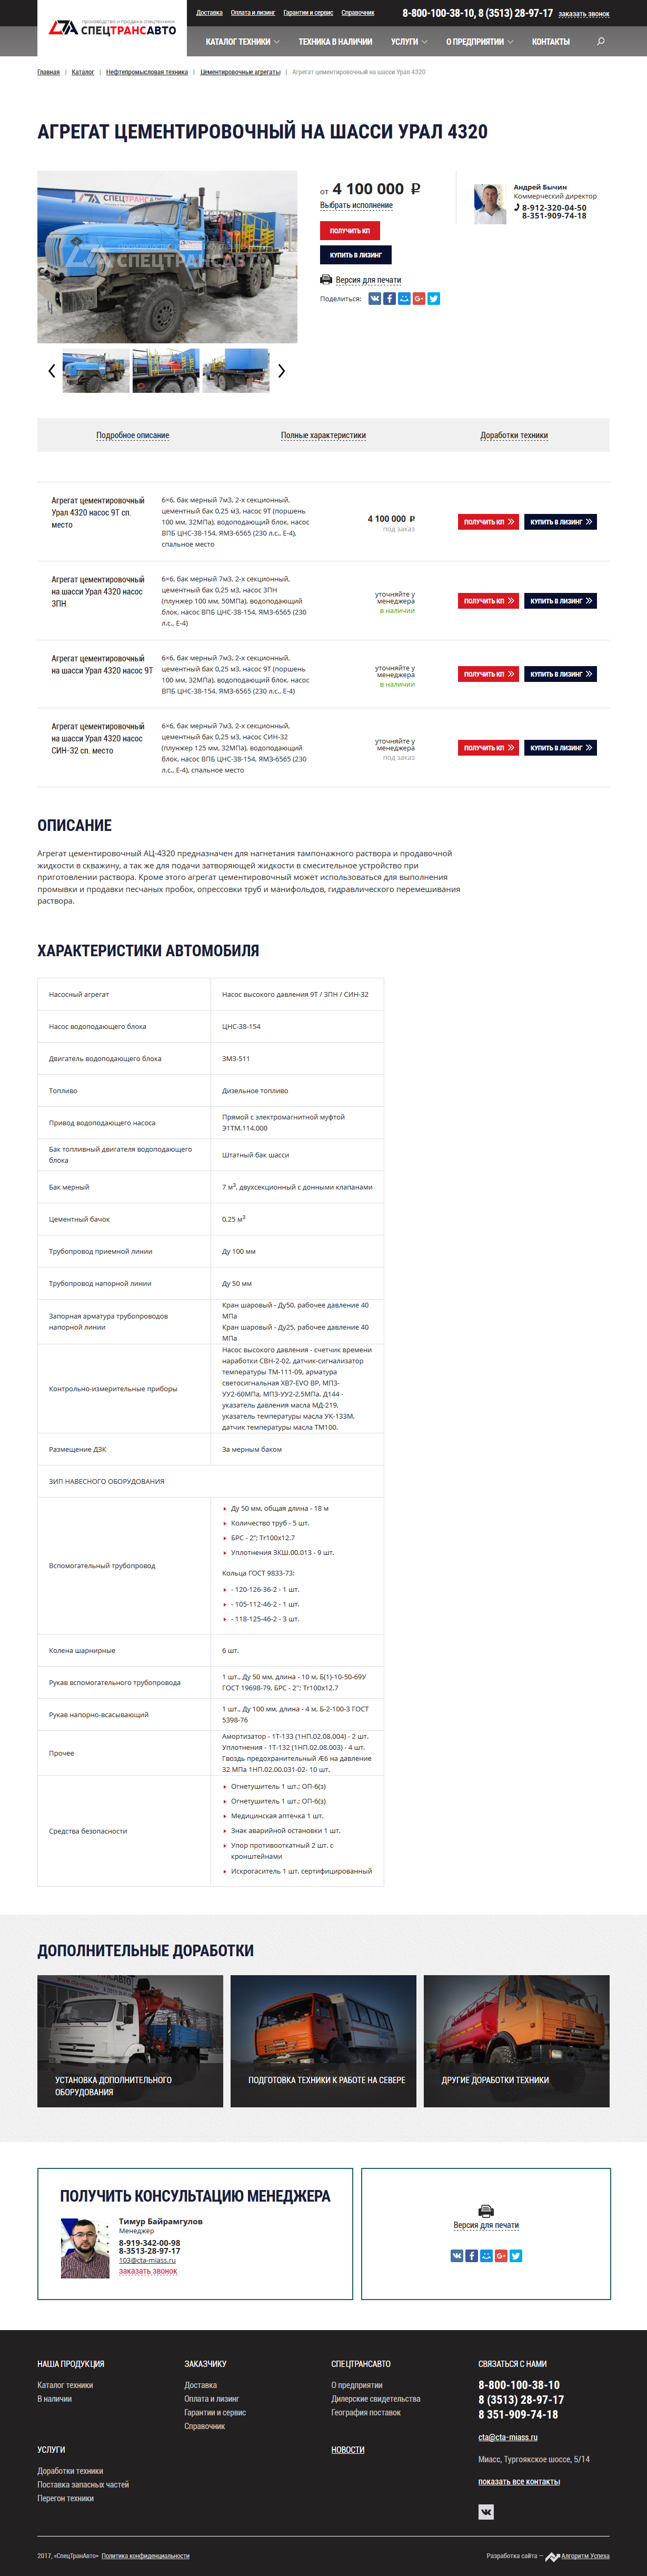 Доставка Оплата и лизинг Гарантии и сервис Справочник
8-800-100-38-10, 8 (3513) 28-97-17 заказать звонок
производство и продажа спецтехники
СПЕЦТРАНСАВТО
КАТАЛОГ ТЕХНИКИ ТЕХНИКА В НАЛИЧИИ УСЛУГИ О ПРЕДПРИЯТИИ КОНТАКТЫ
Главная | Каталог | Нефтепромысловая техника | Цементировочные агрегаты | Агрегат цементировочный на шасси Урал 4320
АГРЕГАТ ЦЕМЕНТИРОВОЧНЫЙ НА ШАССИ УРАЛ 4320
СПЕЦТРАНСАВТО
от 4 100 000 ₽
Выбрать исполнение
ПОЛУЧИТЬ КП
КУПИТЬ В ЛИЗИНГ
Версия для печати
Поделиться:
Андрей Бычин
Коммерческий директор
8-912-320-04-50
8-351-909-74-18
Подробное описание Полные характеристики Доработки техники
Агрегат цементировочный
Урал 4320 насос 9Т сп.
место
6×6, бак мерный 7м3, 2-х секционный,
цементный бак 0,25 м3, насос 9Т (поршень
100 мм, 32МПа), водоподающий блок, насос
ВПБ ЦНС-38-154, ЯМЗ-6565 (230 л.с., Е-4),
спальное место
4 100 000 ₽
под заказ
ПОЛУЧИТЬ КП КУПИТЬ В ЛИЗИНГ
Агрегат цементировочный
на шасси Урал 4320 насос
3ПН
6×6, бак мерный 7м3, 2-х секционный,
цементный бак 0,25 м3, насос 3ПН
(плунжер 100 мм, 50МПа), водоподающий
блок, насос ВПБ ЦНС-38-154, ЯМЗ-6565 (230
л.с., Е-4)
уточняйте у
менеджера
в наличии
ПОЛУЧИТЬ КП КУПИТЬ В ЛИЗИНГ
Агрегат цементировочный
на шасси Урал 4320 насос 9Т
6×6, бак мерный 7м3, 2-х секционный,
цементный бак 0,25 м3, насос 9Т (поршень
100 мм, 32МПа), водоподающий блок, насос
ВПБ ЦНС-38-154, ЯМЗ-6565 (230 л.с., Е-4)
уточняйте у
менеджера
в наличии
ПОЛУЧИТЬ КП КУПИТЬ В ЛИЗИНГ
Агрегат цементировочный
на шасси Урал 4320 насос
СИН-32 сп. место
6×6, бак мерный 7м3, 2-х секционный,
цементный бак 0,25 м3, насос СИН-32
(плунжер 125 мм, 32МПа), водоподающий
блок, насос ВПБ ЦНС-38-154, ЯМЗ-6565 (230
л.с., Е-4), спальное место
уточняйте у
менеджера
под заказ
ПОЛУЧИТЬ КП КУПИТЬ В ЛИЗИНГ
ОПИСАНИЕ
Агрегат цементировочный АЦ-4320 предназначен для нагнетания тампонажного раствора и продавочной
жидкости в скважину, а так же для подачи затворяющей жидкости в смесительное устройство при
приготовлении раствора. Кроме этого агрегат цементировочный может использоваться для выполнения
промывки и продавки песчаных пробок, опрессовки труб и манифольдов, гидравлического перемешивания
раствора.
ХАРАКТЕРИСТИКИ АВТОМОБИЛЯ
Насосный агрегат Насос высокого давления 9Т / 3ПН / СИН-32
Насос водоподающего блока ЦНС-38-154
Двигатель водоподающего блока ЗМЗ-511
Топливо Дизельное топливо
Привод водоподающего насоса
Прямой с электромагнитной муфтой
Э1ТМ.114.000
Бак топливный двигателя водоподающего
блока
Штатный бак шасси
Бак мерный 7 м³, двухсекционный с донными клапанами
Цементный бачок 0,25 м³
Трубопровод приемной линии Ду 100 мм
Трубопровод напорной линии Ду 50 мм
Запорная арматура трубопроводов
напорной линии
Кран шаровый - Ду50, рабочее давление 40
МПа
Кран шаровый - Ду25, рабочее давление 40
МПа
Контрольно-измерительные приборы
Насос высокого давления - счетчик времени
наработки СВН-2-02, датчик-сигнализатор
температуры ТМ-111-09, арматура
светосигнальная ХВ7-EVO BP, МП3-
УУ2-60МПа, МП3-УУ2-2,5МПа. Д144 -
указатель давления масла МД-219,
указатель температуры масла УК-133М,
датчик температуры масла ТМ100.
Размещение ДЗК За мерным баком
ЗИП НАВЕСНОГО ОБОРУДОВАНИЯ
Вспомогательный трубопровод
Ду 50 мм, общая длина - 18 м
Количество труб - 5 шт.
БРС - 2"; Tr100x12.7
Уплотнения ЗКШ.00.013 - 9 шт.
Кольца ГОСТ 9833-73:
- 120-126-36-2 - 1 шт.
- 105-112-46-2 - 1 шт.
- 118-125-46-2 - 3 шт.
Колена шарнирные 6 шт.
Рукав вспомогательного трубопровода
1 шт., Ду 50 мм, длина - 10 м, Б(1)-10-50-69У
ГОСТ 19698-79, БРС - 2"; Tr100x12.7
Рукав напорно-всасывающий
1 шт., Ду 100 мм, длина - 4 м, Б-2-100-3 ГОСТ
5398-76
Прочее
Амортизатор - 1Т-133 (1НП.02.08.004) - 2 шт.
Уплотнения - 1Т-132 (1НП.02.08.003) - 4 шт.
Гвоздь предохранительный Æ6 на давление
32 МПа 1НП.02.00.031-02- 10 шт.
Средства безопасности
Огнетушитель 1 шт.; ОП-6(з)
Огнетушитель 1 шт.; ОП-6(з)
Медицинская аптечка 1 шт.
Знак аварийной остановки 1 шт.
Упор противооткатный 2 шт. с
кронштейнами
Искрогаситель 1 шт. сертифицированный
ДОПОЛНИТЕЛЬНЫЕ ДОРАБОТКИ
УСТАНОВКА ДОПОЛНИТЕЛЬНОГО
ОБОРУДОВАНИЯ
ПОДГОТОВКА ТЕХНИКИ К РАБОТЕ НА СЕВЕРЕ
ДРУГИЕ ДОРАБОТКИ ТЕХНИКИ
ПОЛУЧИТЬ КОНСУЛЬТАЦИЮ МЕНЕДЖЕРА
Тимур Байрамгулов
Менеджер
8-919-342-00-98
8-3513-28-97-17
103@cta-miass.ru
заказать звонок
Версия для печати
НАША ПРОДУКЦИЯ
Каталог техники
В наличии
ЗАКАЗЧИКУ
Доставка
Оплата и лизинг
Гарантии и сервис
Справочник
СПЕЦТРАНСАВТО
О предприятии
Дилерские свидетельства
География поставок
СВЯЗАТЬСЯ С НАМИ
8-800-100-38-10
8 (3513) 28-97-17
8 351-909-74-18
cta@cta-miass.ru
Миасс, Тургоякское шоссе, 5/14
показать все контакты
УСЛУГИ
Доработки техники
Поставка запасных частей
Перегон техники
НОВОСТИ
2017, «СпецТранАвто» Политика конфиденциальности
Разработка сайта — Алгоритм Успеха